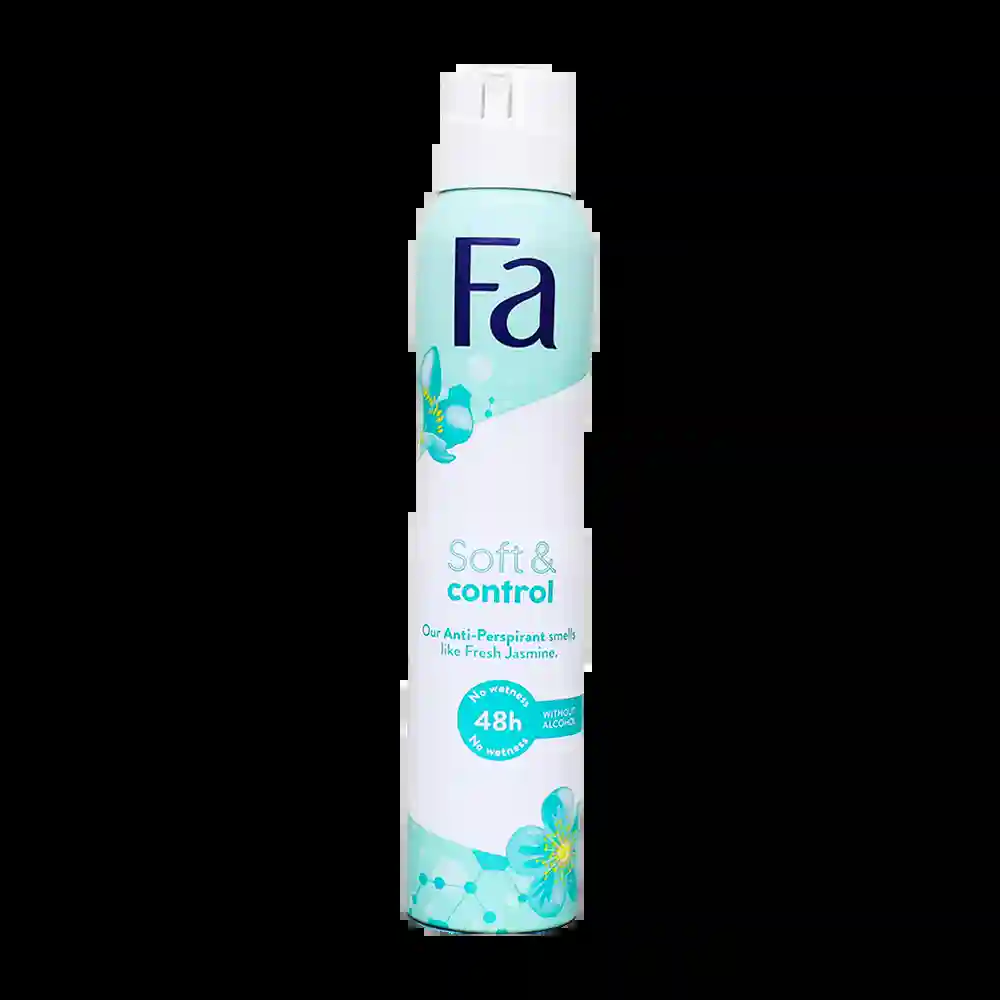 Fa
Soft &
control
Our Anti-Perspirant smells
like Fresh Jasmine.
No wetness
48h
No wetness
WITHOUT
ALCOHOL